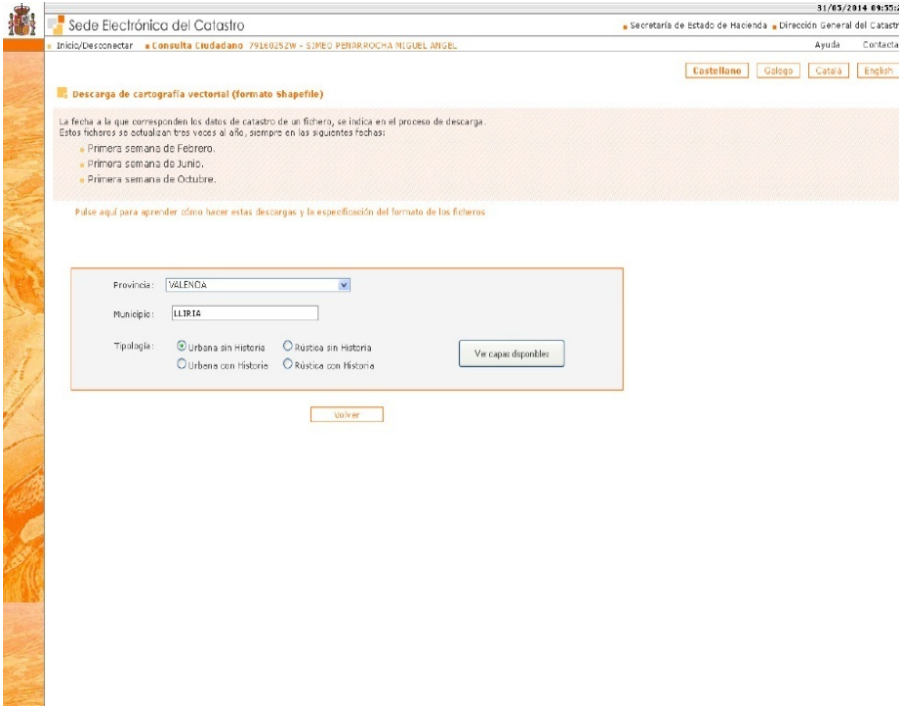 31/05/2014 09:55:2
Sede Electrónica del Catastro
Secretaría de Estado de Hacienda Dirección General del Catastr
Inicio/Desconectar Consulta Ciudadano 79160252W - SIMEO PEÑARROCHA MIGUEL ANGEL
Ayuda Contacta
Castellano Galego Català English
Descarga de cartografía vectorial (formato Shapefile)
La fecha a la que corresponden los datos de catastro de un fichero, se indica en el proceso de descarga.
Estos ficheros se actualizan tres veces al año, siempre en las siguientes fechas:
Primera semana de Febrero.
Primera semana de Junio.
Primera semana de Octubre.
Pulse aquí para aprender cómo hacer estas descargas y la especificación del formato de los ficheros
Provincia: VALENCIA
Municipio: LLIRIA
Tipología: Urbana sin Historia Rústica sin Historia
Urbana con Historia Rústica con Historia
Ver capas disponibles
Volver